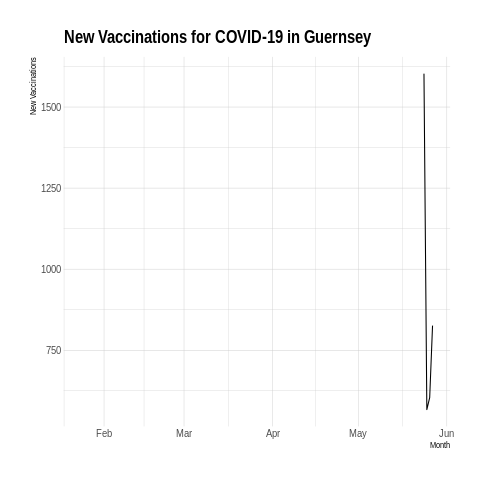 New Vaccinations for COVID-19 in Guernsey
New Vaccinations
1500
1250
1000
750
Feb Mar Apr May Jun
Month